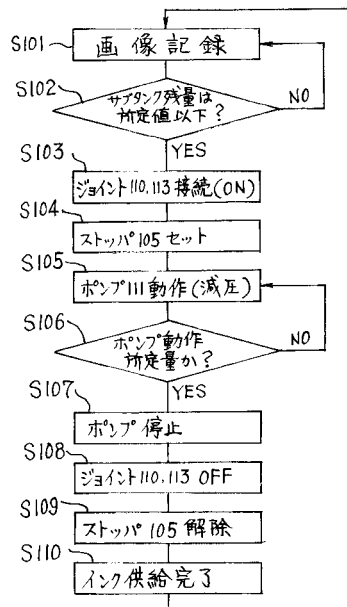 S101
画像記録
S102
サブタンク残量は
所定値以下?
NO
YES
S103
ジョイント110,113接続(ON)
S104
ストッパ105セット
S105
ポンプ111動作(減圧)
S106
ポンプ動作
所定量か?
NO
YES
S107
ポンプ停止
S108
ジョイント110,113 OFF
S109
ストッパ105解除
S110
インク供給完了